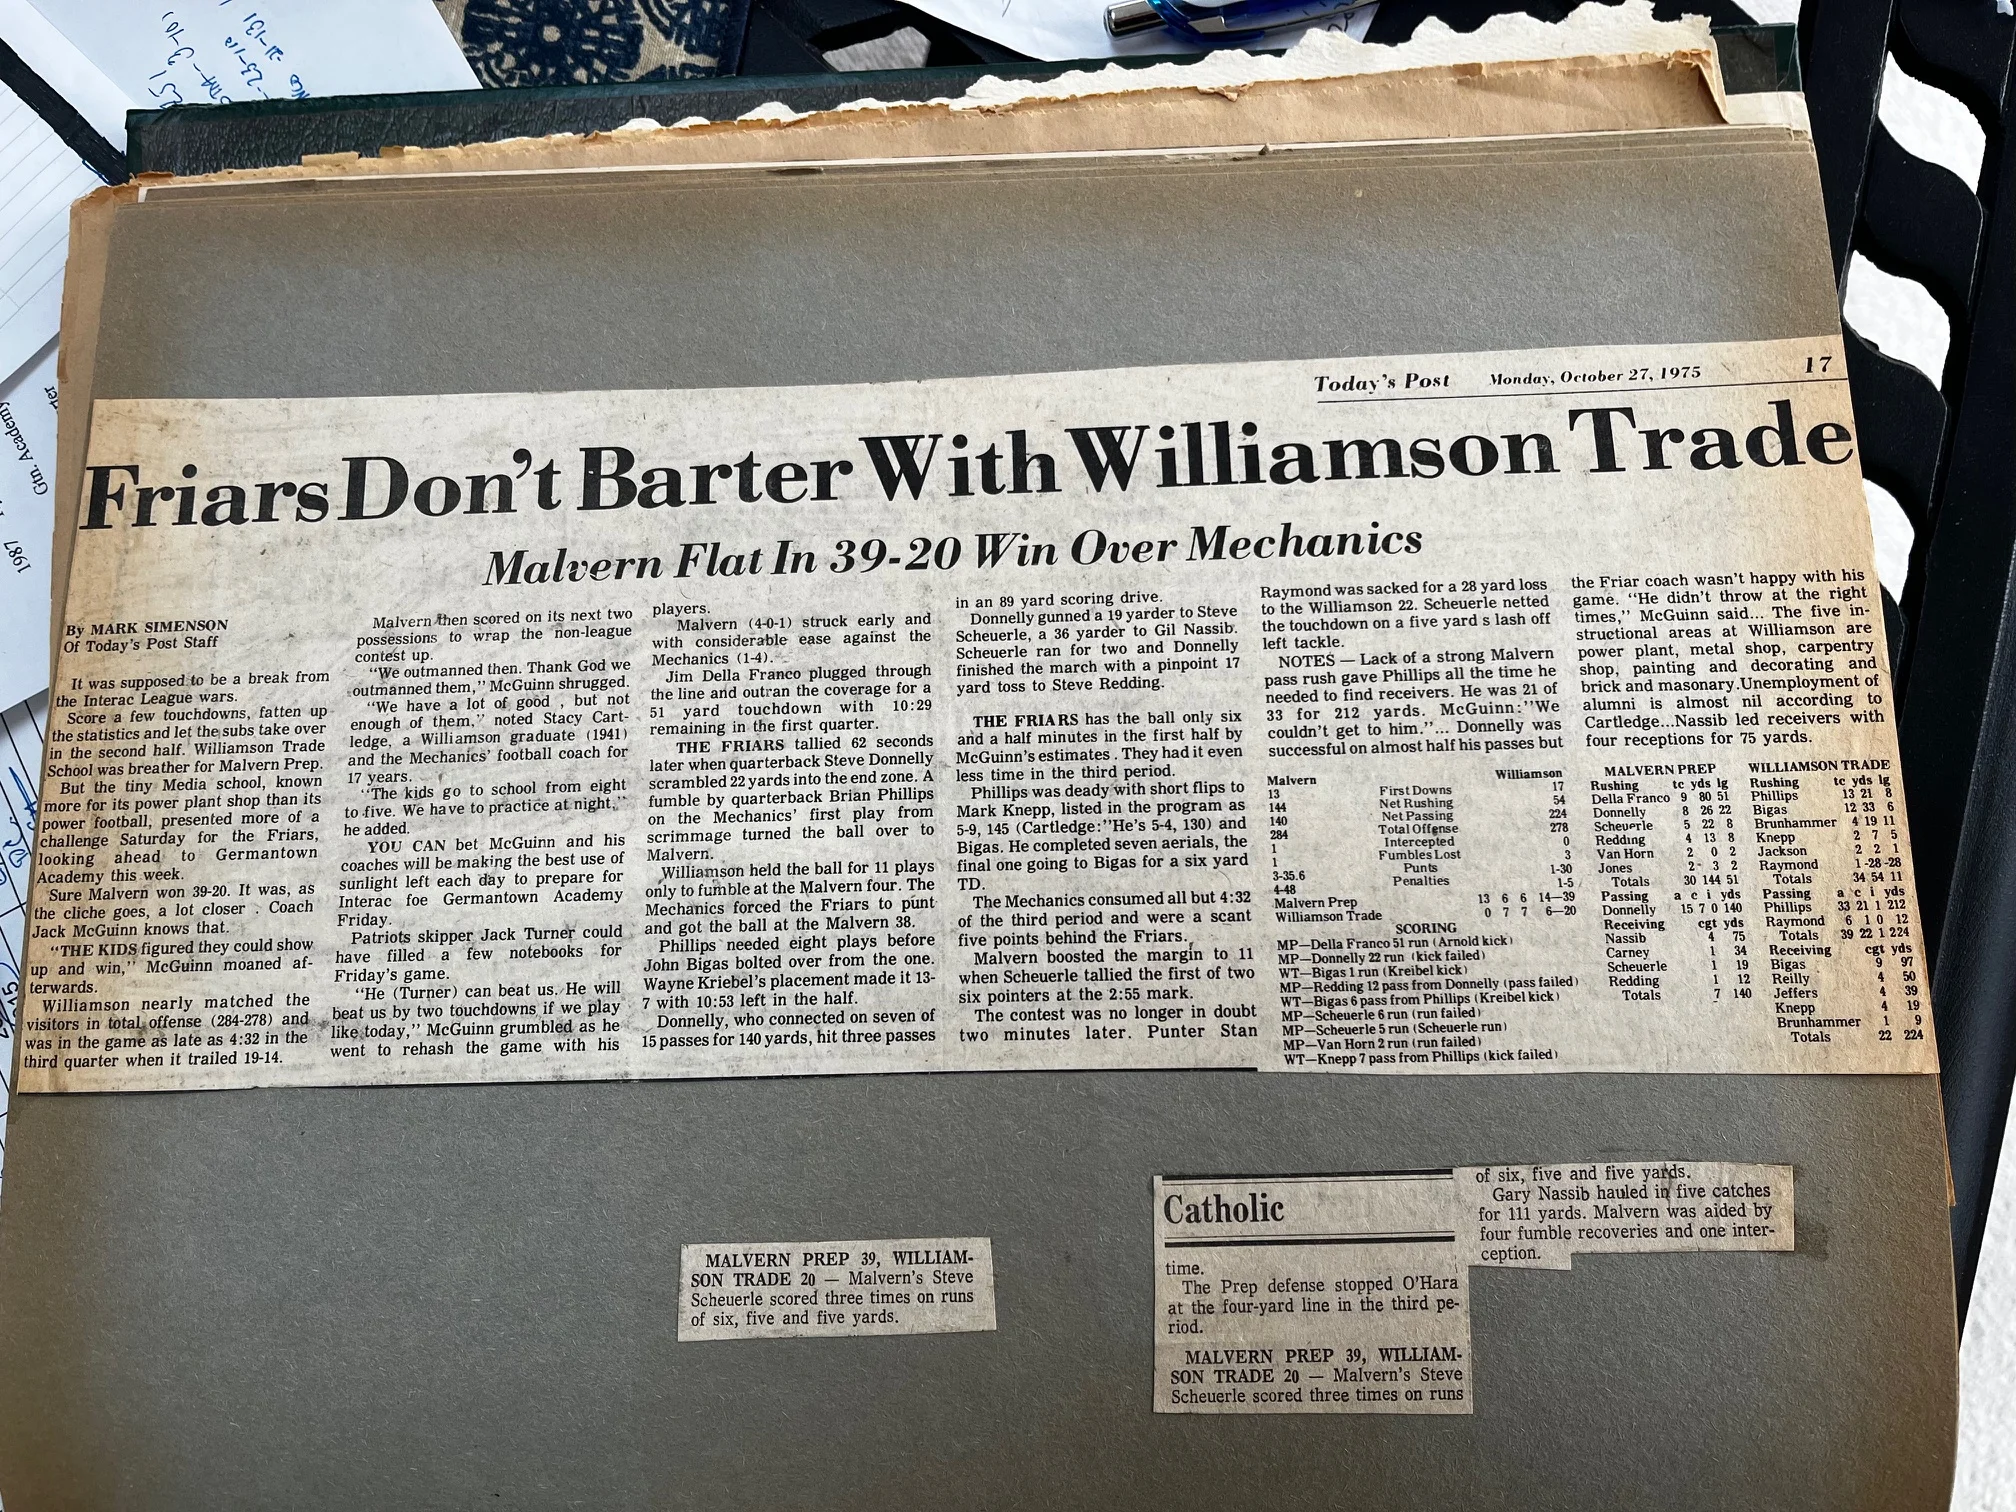 Today's Post Monday, October 27, 1975 17
Friars Don't Barter With Williamson Trade
Malvern Flat In 39-20 Win Over Mechanics
By MARK SIMENSON
Of Today's Post Staff
It was supposed to be a break from
the Interac League wars.
Score a few touchdowns, fatten up
the statistics and let the subs take over
in the second half. Williamson Trade
School was breather for Malvern Prep.
But the tiny Media school, known
more for its power plant shop than its
power football, presented more of a
challenge Saturday for the Friars,
looking ahead to Germantown
Academy this week.
Sure Malvern won 39-20. It was, as
the cliche goes, a lot closer . Coach
Jack McGuinn knows that.
"THE KIDS figured they could show
up and win," McGuinn moaned af-
terwards.
Williamson nearly matched the
visitors in total offense (284-278) and
was in the game as late as 4:32 in the
third quarter when it trailed 19-14.
Malvern then scored on its next two
possessions to wrap the non-league
contest up.
"We outmanned then. Thank God we
outmanned them," McGuinn shrugged.
"We have a lot of good , but not
enough of them," noted Stacy Cart-
ledge, a Williamson graduate (1941)
and the Mechanics' football coach for
17 years.
"The kids go to school from eight
to five. We have to practice at night,"
he added.
YOU CAN bet McGuinn and his
coaches will be making the best use of
sunlight left each day to prepare for
Interac foe Germantown Academy
Friday.
Patriots skipper Jack Turner could
have filled a few notebooks for
Friday's game.
"He (Turner) can beat us. He will
beat us by two touchdowns if we play
like today," McGuinn grumbled as he
went to rehash the game with his
players.
Malvern (4-0-1) struck early and
with considerable ease against the
Mechanics (1-4).
Jim Della Franco plugged through
the line and outran the coverage for a
51 yard touchdown with 10:29
remaining in the first quarter.
THE FRIARS tallied 62 seconds
later when quarterback Steve Donnelly
scrambled 22 yards into the end zone. A
fumble by quarterback Brian Phillips
on the Mechanics' first play from
scrimmage turned the ball over to
Malvern.
Williamson held the ball for 11 plays
only to fumble at the Malvern four. The
Mechanics forced the Friars to punt
and got the ball at the Malvern 38.
Phillips needed eight plays before
John Bigas bolted over from the one.
Wayne Kriebel's placement made it 13-
7 with 10:53 left in the half.
Donnelly, who connected on seven of
15 passes for 140 yards, hit three passes
in an 89 yard scoring drive.
Donnelly gunned a 19 yarder to Steve
Scheuerle, a 36 yarder to Gil Nassib.
Scheuerle ran for two and Donnelly
finished the march with a pinpoint 17
yard toss to Steve Redding.
THE FRIARS has the ball only six
and a half minutes in the first half by
McGuinn's estimates . They had it even
less time in the third period.
Phillips was deady with short flips to
Mark Knepp, listed in the program as
5-9, 145 (Cartledge:"He's 5-4, 130) and
Bigas. He completed seven aerials, the
final one going to Bigas for a six yard
TD.
The Mechanics consumed all but 4:32
of the third period and were a scant
five points behind the Friars.
Malvern boosted the margin to 11
when Scheuerle tallied the first of two
six pointers at the 2:55 mark.
The contest was no longer in doubt
two minutes later. Punter Stan
Raymond was sacked for a 28 yard loss
to the Williamson 22. Scheuerle netted
the touchdown on a five yard s lash off
left tackle.
NOTES — Lack of a strong Malvern
pass rush gave Phillips all the time he
needed to find receivers. He was 21 of
33 for 212 yards. McGuinn:"We
couldn't get to him."... Donnelly was
successful on almost half his passes but
the Friar coach wasn't happy with his
game. "He didn't throw at the right
times," McGuinn said... The five in-
structional areas at Williamson are
power plant, metal shop, carpentry
shop, painting and decorating and
brick and masonary.Unemployment of
alumni is almost nil according to
Cartledge...Nassib led receivers with
four receptions for 75 yards.
Malvern Williamson
13 First Downs 17
144 Net Rushing 54
140 Net Passing 224
284 Total Offense 278
1 Intercepted 0
1 Fumbles Lost 3
3-35.6 Punts 1-30
4-48 Penalties 1-5
Malvern Prep 13 6 6 14—39
Williamson Trade 0 7 7 6—20
SCORING
MP—Della Franco 51 run (Arnold kick)
MP—Donnelly 22 run (kick failed)
WT—Bigas 1 run (Kreibel kick)
MP—Redding 12 pass from Donnelly (pass failed)
WT—Bigas 6 pass from Phillips (Kreibel kick)
MP—Scheuerle 6 run (run failed)
MP—Scheuerle 5 run (Scheuerle run)
MP—Van Horn 2 run (run failed)
WT—Knepp 7 pass from Phillips (kick failed)
MALVERN PREP
Rushing tc yds lg
Della Franco 9 80 51
Donnelly 8 26 22
Scheuerle 5 22 8
Redding 4 13 8
Van Horn 2 0 2
Jones 2 3 2
Totals 30 144 51
Passing a c i yds
Donnelly 15 7 0 140
Receiving cgt yds
Nassib 4 75
Carney 1 34
Scheuerle 1 19
Redding 1 12
Totals 7 140
WILLIAMSON TRADE
Rushing tc yds lg
Phillips 13 21 8
Bigas 12 33 6
Brunhammer 4 19 11
Knepp 2 7 5
Jackson 2 2 1
Raymond 1 -28 -28
Totals 34 54 11
Passing a c i yds
Phillips 33 21 1 212
Raymond 6 1 0 12
Totals 39 22 1 224
Receiving cgt yds
Bigas 9 97
Reilly 4 50
Jeffers 4 39
Knepp 4 19
Brunhammer 1 9
Totals 22 224
MALVERN PREP 39, WILLIAM-
SON TRADE 20 — Malvern's Steve
Scheuerle scored three times on runs
of six, five and five yards.
Catholic
time.
The Prep defense stopped O'Hara
at the four-yard line in the third pe-
riod.
MALVERN PREP 39, WILLIAM-
SON TRADE 20 — Malvern's Steve
Scheuerle scored three times on runs
of six, five and five yards.
Gary Nassib hauled in five catches
for 111 yards. Malvern was aided by
four fumble recoveries and one inter-
ception.
Gtn. Academy
1987